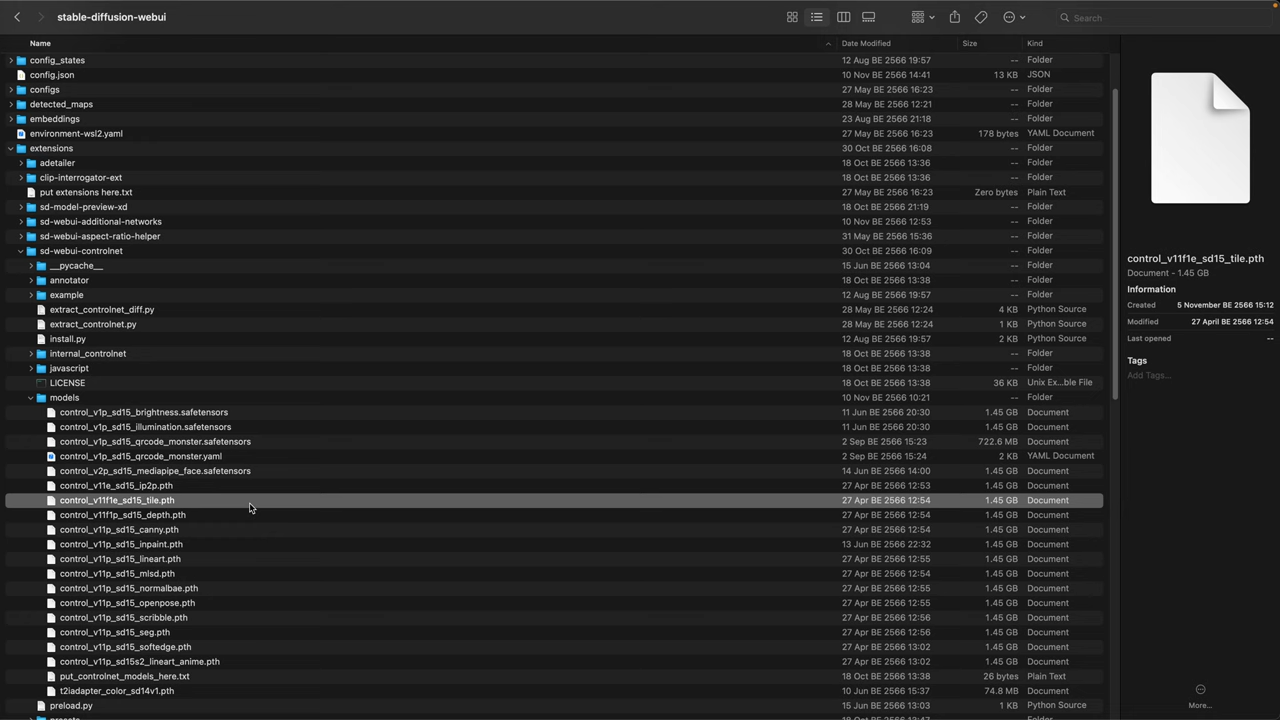 stable-diffusion-webui
Search
Name Date Modified Size Kind
config_states 12 Aug BE 2566 19:57 -- Folder
config.json 10 Nov BE 2566 14:41 13 KB JSON
configs 27 May BE 2566 16:23 -- Folder
detected_maps 28 May BE 2566 12:21 -- Folder
embeddings 23 Aug BE 2566 21:18 -- Folder
environment-wsl2.yaml 27 May BE 2566 16:23 178 bytes YAML Document
extensions 30 Oct BE 2566 16:08 -- Folder
adetailer 18 Oct BE 2566 13:36 -- Folder
clip-interrogator-ext 18 Oct BE 2566 13:36 -- Folder
put extensions here.txt 27 May BE 2566 16:23 Zero bytes Plain Text
sd-model-preview-xd 18 Oct BE 2566 21:19 -- Folder
sd-webui-additional-networks 10 Nov BE 2566 12:53 -- Folder
sd-webui-aspect-ratio-helper 31 May BE 2566 15:36 -- Folder
sd-webui-controlnet 30 Oct BE 2566 16:09 -- Folder
__pycache__ 15 Jun BE 2566 13:04 -- Folder
annotator 18 Oct BE 2566 13:38 -- Folder
example 12 Aug BE 2566 19:57 -- Folder
extract_controlnet_diff.py 28 May BE 2566 12:24 4 KB Python Source
extract_controlnet.py 28 May BE 2566 12:24 1 KB Python Source
install.py 12 Aug BE 2566 19:57 2 KB Python Source
internal_controlnet 18 Oct BE 2566 13:38 -- Folder
javascript 18 Oct BE 2566 13:38 -- Folder
LICENSE 18 Oct BE 2566 13:38 36 KB Unix Ex...ble File
models 10 Nov BE 2566 10:21 -- Folder
control_v1p_sd15_brightness.safetensors 11 Jun BE 2566 20:30 1.45 GB Document
control_v1p_sd15_illumination.safetensors 11 Jun BE 2566 20:30 1.45 GB Document
control_v1p_sd15_qrcode_monster.safetensors 2 Sep BE 2566 15:23 722.6 MB Document
control_v1p_sd15_qrcode_monster.yaml 2 Sep BE 2566 15:24 2 KB YAML Document
control_v2p_sd15_mediapipe_face.safetensors 14 Jun BE 2566 14:00 1.45 GB Document
control_v11e_sd15_ip2p.pth 27 Apr BE 2566 12:53 1.45 GB Document
control_v11f1e_sd15_tile.pth 27 Apr BE 2566 12:54 1.45 GB Document
control_v11f1p_sd15_depth.pth 27 Apr BE 2566 12:54 1.45 GB Document
control_v11p_sd15_canny.pth 27 Apr BE 2566 12:54 1.45 GB Document
control_v11p_sd15_inpaint.pth 13 Jun BE 2566 22:32 1.45 GB Document
control_v11p_sd15_lineart.pth 27 Apr BE 2566 12:55 1.45 GB Document
control_v11p_sd15_mlsd.pth 27 Apr BE 2566 12:54 1.45 GB Document
control_v11p_sd15_normalbae.pth 27 Apr BE 2566 12:55 1.45 GB Document
control_v11p_sd15_openpose.pth 27 Apr BE 2566 12:55 1.45 GB Document
control_v11p_sd15_scribble.pth 27 Apr BE 2566 12:56 1.45 GB Document
control_v11p_sd15_seg.pth 27 Apr BE 2566 12:56 1.45 GB Document
control_v11p_sd15_softedge.pth 27 Apr BE 2566 13:02 1.45 GB Document
control_v11p_sd15s2_lineart_anime.pth 27 Apr BE 2566 13:02 1.45 GB Document
put_controlnet_models_here.txt 18 Oct BE 2566 13:38 26 bytes Plain Text
t2iadapter_color_sd14v1.pth 10 Jun BE 2566 15:37 74.8 MB Document
preload.py 15 Jun BE 2566 13:03 1 KB Python Source
control_v11f1e_sd15_tile.pth
Document - 1.45 GB
Information
Created 5 November BE 2566 15:12
Modified 27 April BE 2566 12:54
Last opened --
Tags
Add Tags...
More...